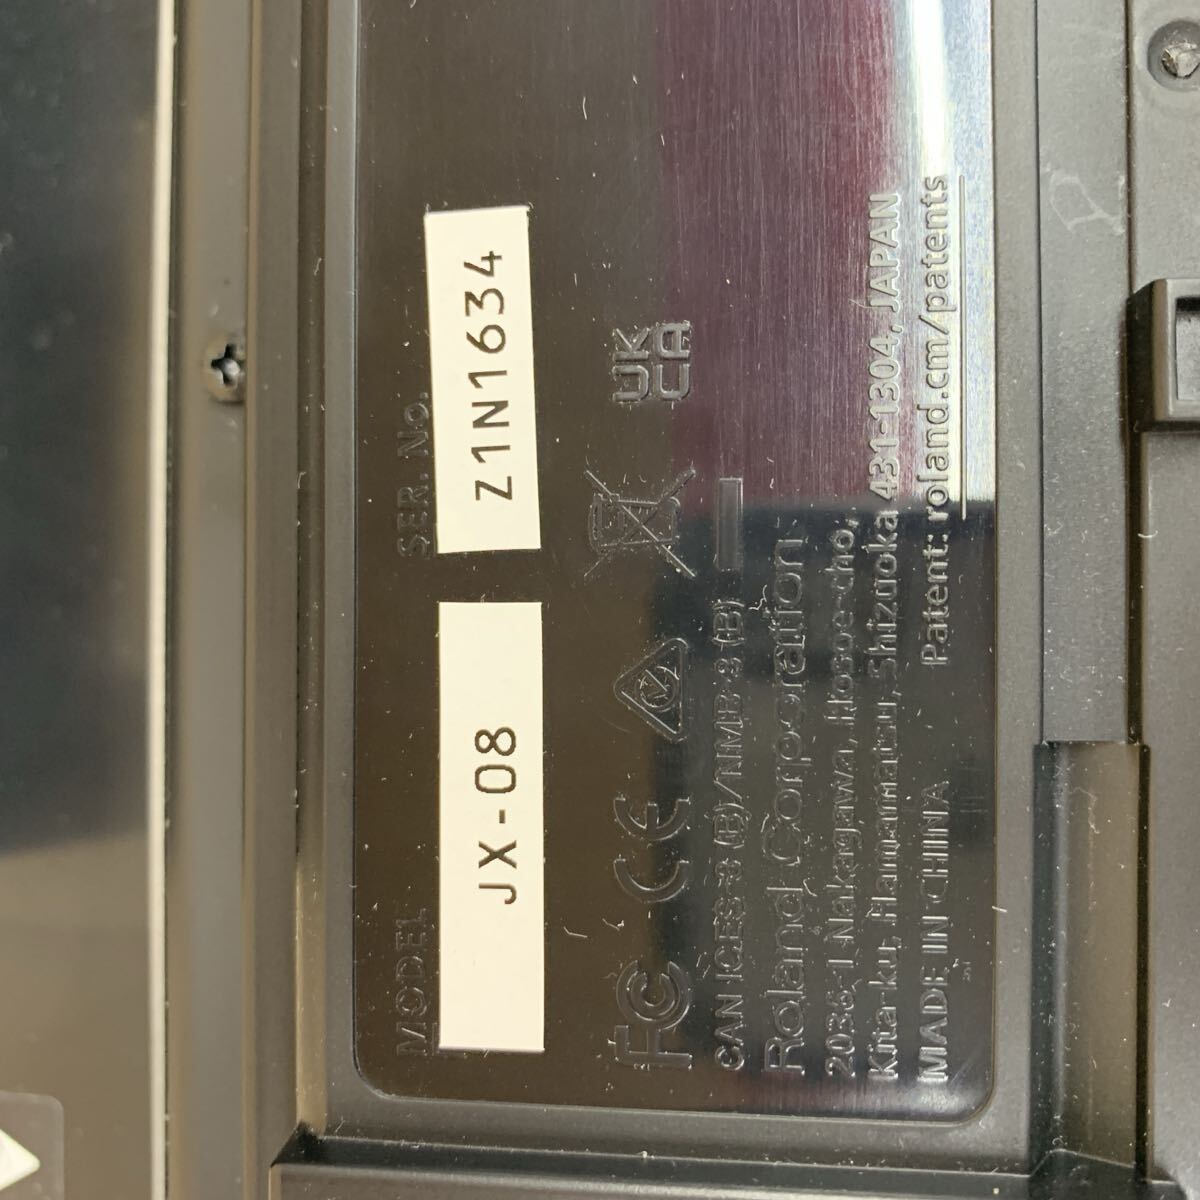 MODEL
JX-08
SER. No.
Z1N1634
FC CE UK CA
CAN ICES-3 (B)/NMB-3 (B)
Roland Corporation
2036-1 Nakagawa, Hosoe-cho,
Kita-ku, Hamamatsu, Shizuoka 431-1304, JAPAN
MADE IN CHINA
Patent: roland.cm/patents